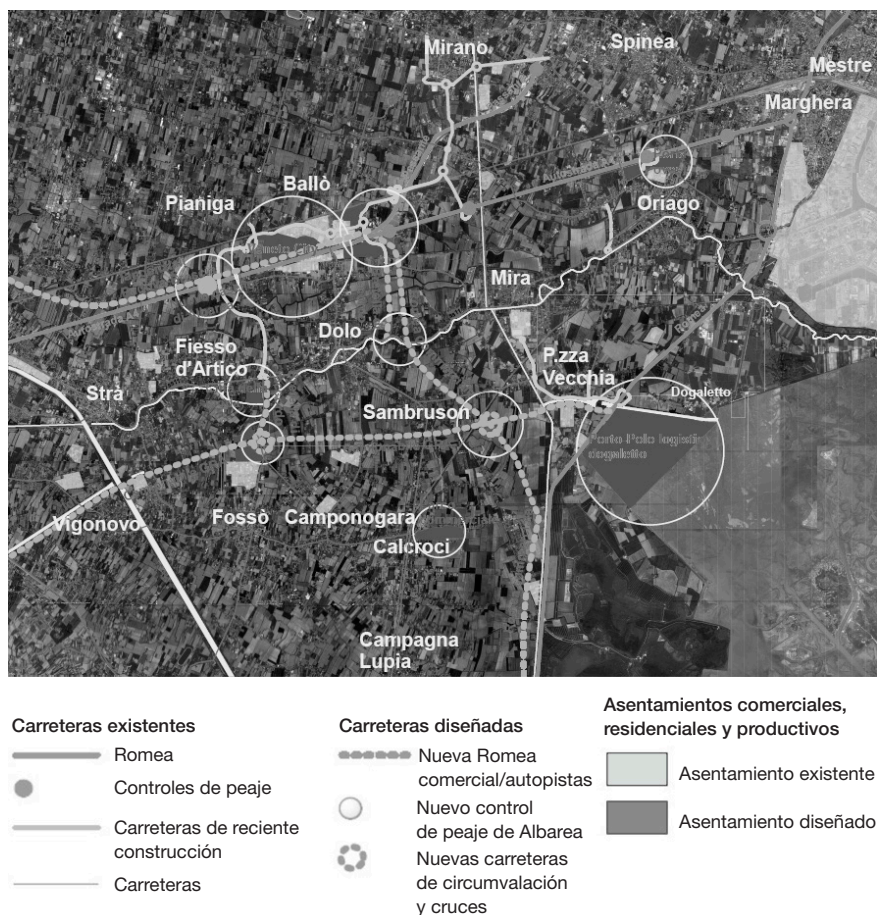 Mirano
Spinea
Mestre
Marghera
Ballò
Pianiga
Oriago
Mira
Dolo
Fiesso
d'Artico
P.zza
Vecchia
Strà
Dogaletto
Sambruson
Vigonovo
Fossò
Camponogara
Calcroci
Campagna
Lupia
Carreteras existentes
Romea
Controles de peaje
Carreteras de reciente
construcción
Carreteras
Carreteras diseñadas
Nueva Romea
comercial/autopistas
Nuevo control
de peaje de Albarea
Nuevas carreteras
de circumvalación
y cruces
Asentamientos comerciales,
residenciales y productivos
Asentamiento existente
Asentamiento diseñado